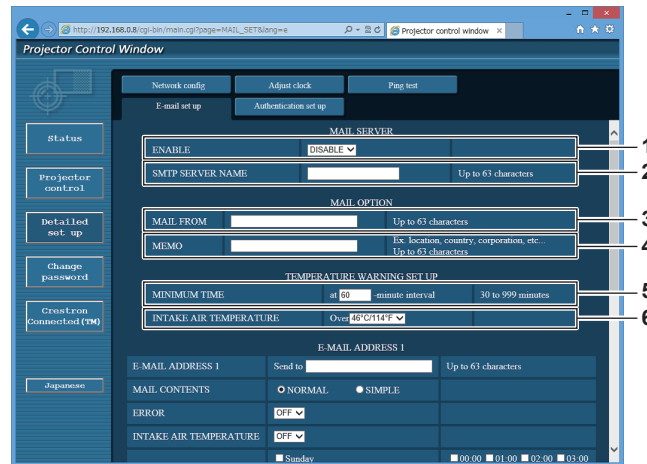 http://192.168.0.8/cgi-bin/main.cgi?page=MAIL_SET&lang=e
Projector control window
Projector Control Window
Network config Adjust clock Ping test
E-mail set up Authentication set up
Status
Projector control
Detailed set up
Change password
Crestron Connected(TM)
Japanese
MAIL SERVER
ENABLE DISABLE 1
SMTP SERVER NAME Up to 63 characters 2
MAIL OPTION
MAIL FROM Up to 63 characters 3
MEMO Ex. location, country, corporation, etc... 4
Up to 63 characters
TEMPERATURE WARNING SET UP
MINIMUM TIME at 60 -minute interval 30 to 999 minutes 5
INTAKE AIR TEMPERATURE Over 46°C/114°F 6
E-MAIL ADDRESS 1
E-MAIL ADDRESS 1 Send to Up to 63 characters
MAIL CONTENTS NORMAL SIMPLE
ERROR OFF
INTAKE AIR TEMPERATURE OFF
Sunday 00:00 01:00 02:00 03:00